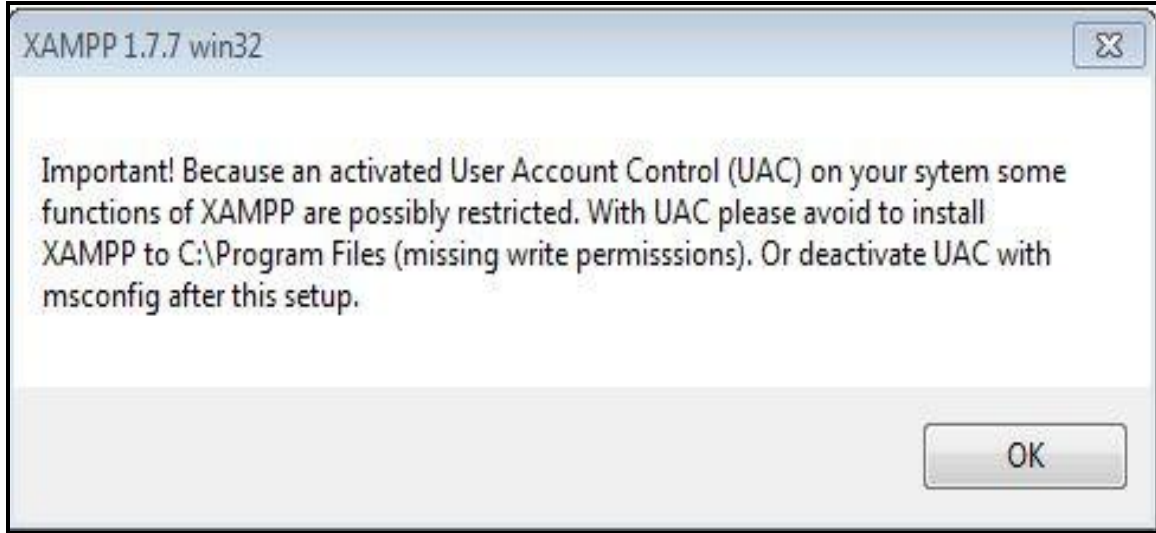 XAMPP 1.7.7 win32
Important! Because an activated User Account Control (UAC) on your sytem some
functions of XAMPP are possibly restricted. With UAC please avoid to install
XAMPP to C:\Program Files (missing write permisssions). Or deactivate UAC with
msconfig after this setup.
OK